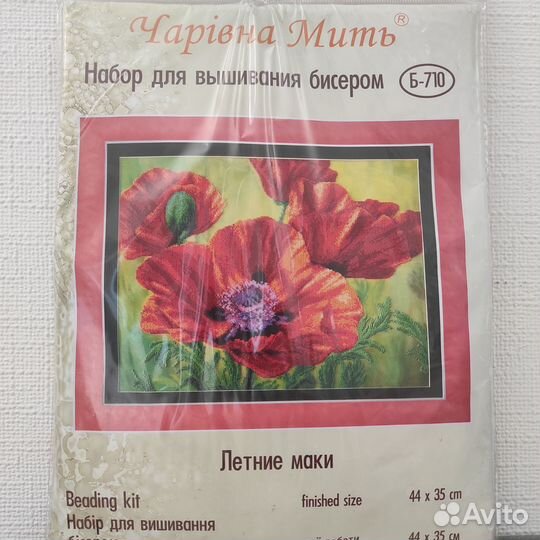 Чарівна Мить®
Набор для вышивания бисером Б-710
Летние маки
Beading kit finished size 44 x 35 cm
Набір для вишивання
44 x 35 см
Avito